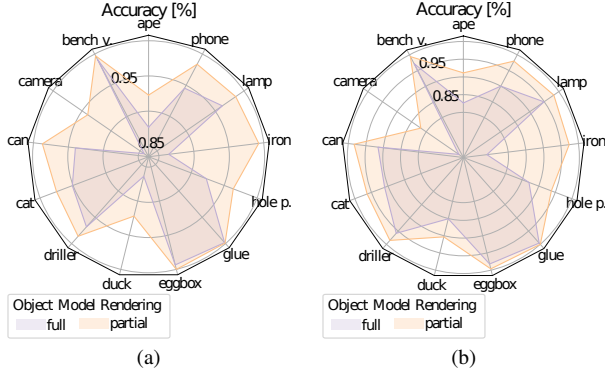 Accuracy [%]
ape
phone
lamp
iron
hole p.
glue
eggbox
duck
driller
cat
can
camera
bench v.
0.95
0.85
Object Model Rendering
full partial
(a)
Accuracy [%]
ape
phone
lamp
iron
hole p.
glue
eggbox
duck
driller
cat
can
camera
bench v.
0.95
0.85
Object Model Rendering
full partial
(b)